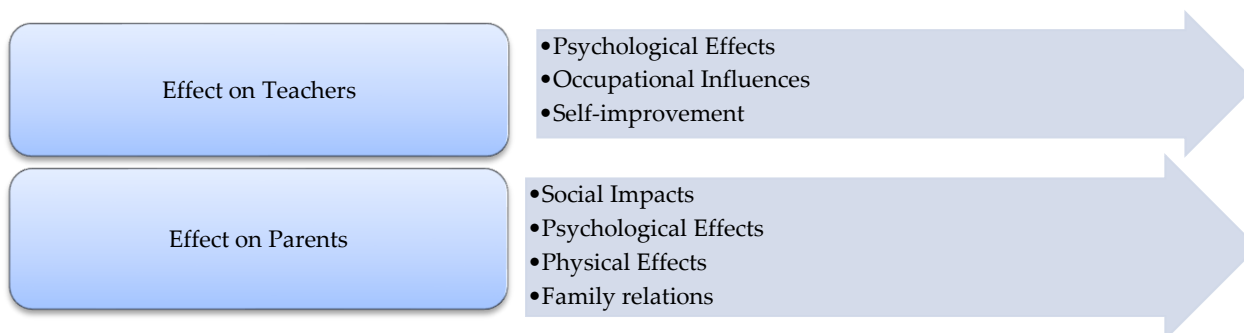 Effect on Teachers
•Psychological Effects
•Occupational Influences
•Self-improvement
Effect on Parents
•Social Impacts
•Psychological Effects
•Physical Effects
•Family relations